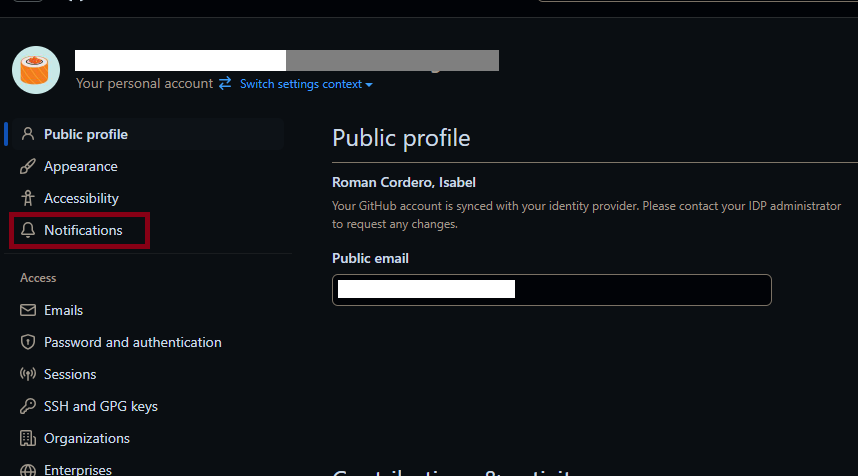 Your personal account Switch settings context
Public profile
Appearance
Accessibility
Notifications
Access
Emails
Password and authentication
Sessions
SSH and GPG keys
Organizations
Enterprises
Public profile
Roman Cordero, Isabel
Your GitHub account is synced with your identity provider. Please contact your IDP administrator
to request any changes.
Public email